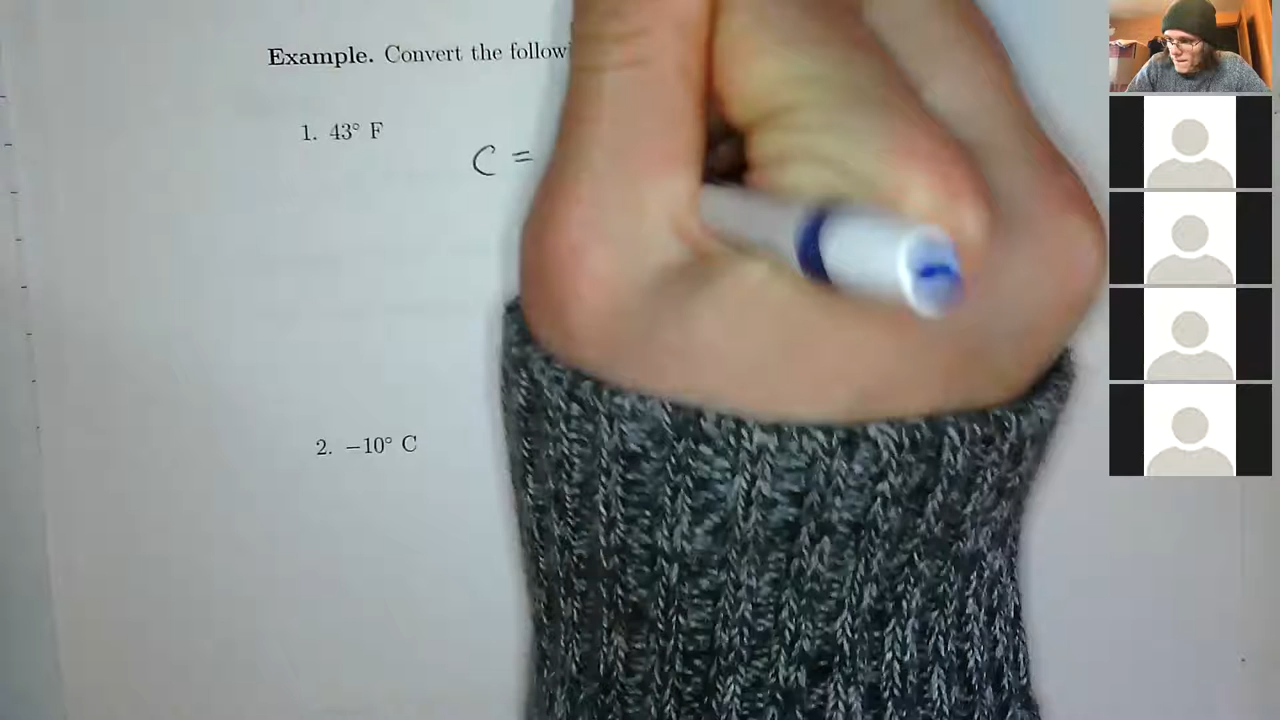 Example. Convert the follow
1. 43° F
C =
2. −10° C